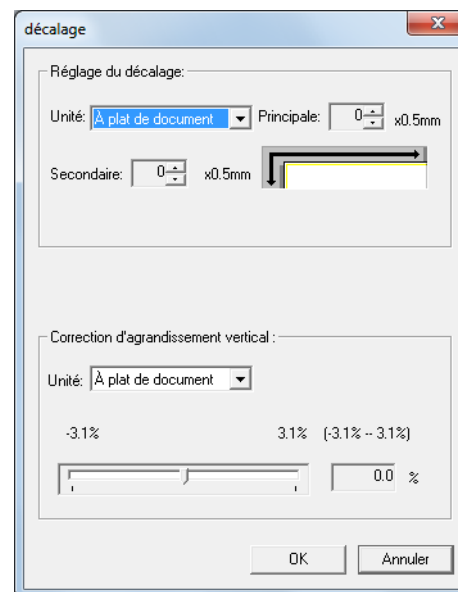 décalage
Réglage du décalage:
Unité: À plat de document Principale: 0 x0.5mm
Secondaire: 0 x0.5mm
Correction d'agrandissement vertical :
Unité: À plat de document
-3.1% 3.1% (-3.1% -- 3.1%)
0.0 %
OK Annuler